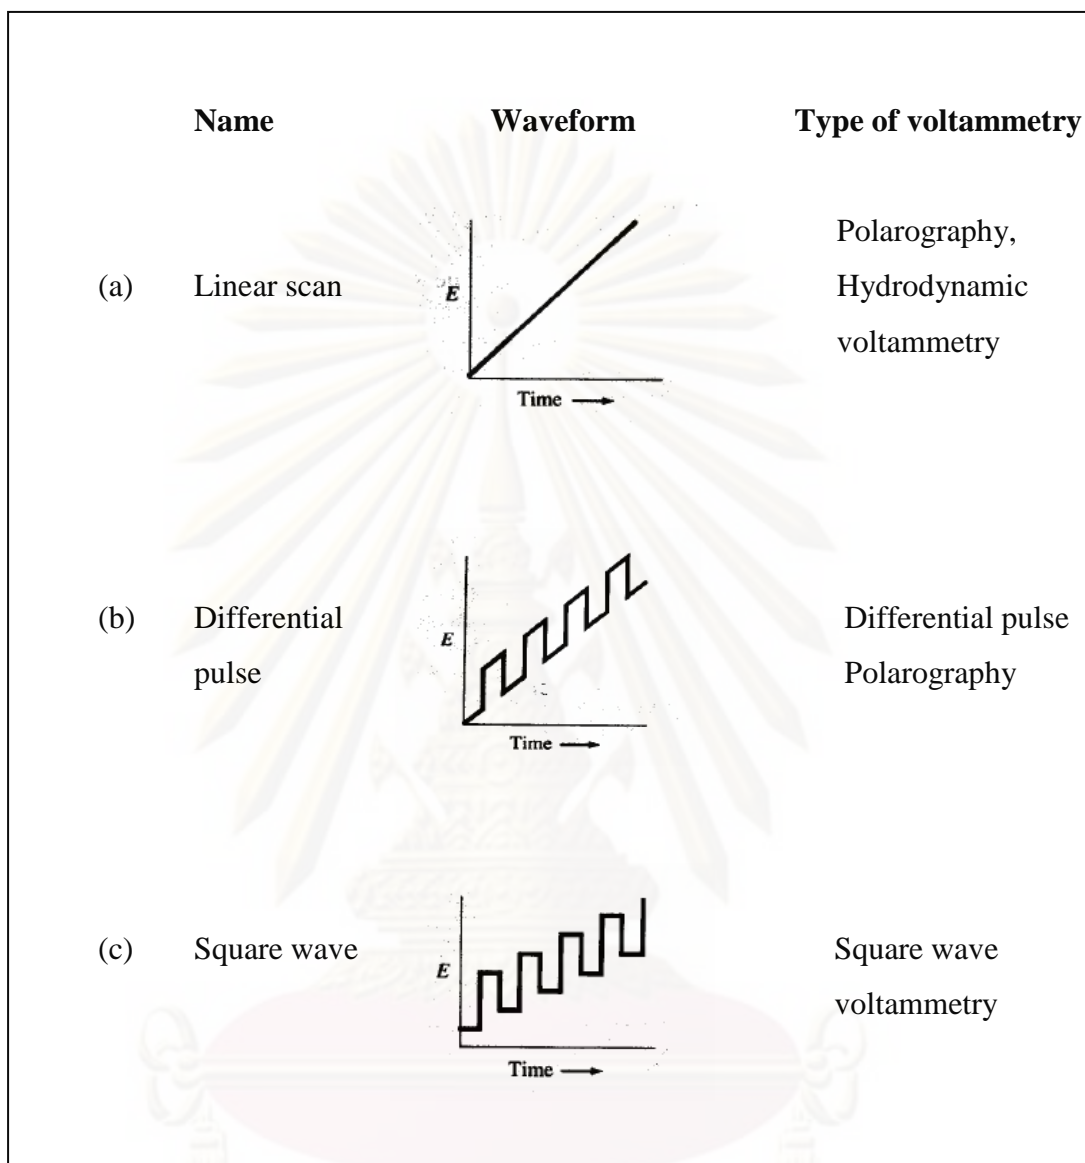 Name Waveform Type of voltammetry
(a) Linear scan
E
Time
Polarography,
Hydrodynamic
voltammetry
(b) Differential
pulse
E
Time
Differential pulse
Polarography
(c) Square wave
E
Time
Square wave
voltammetry